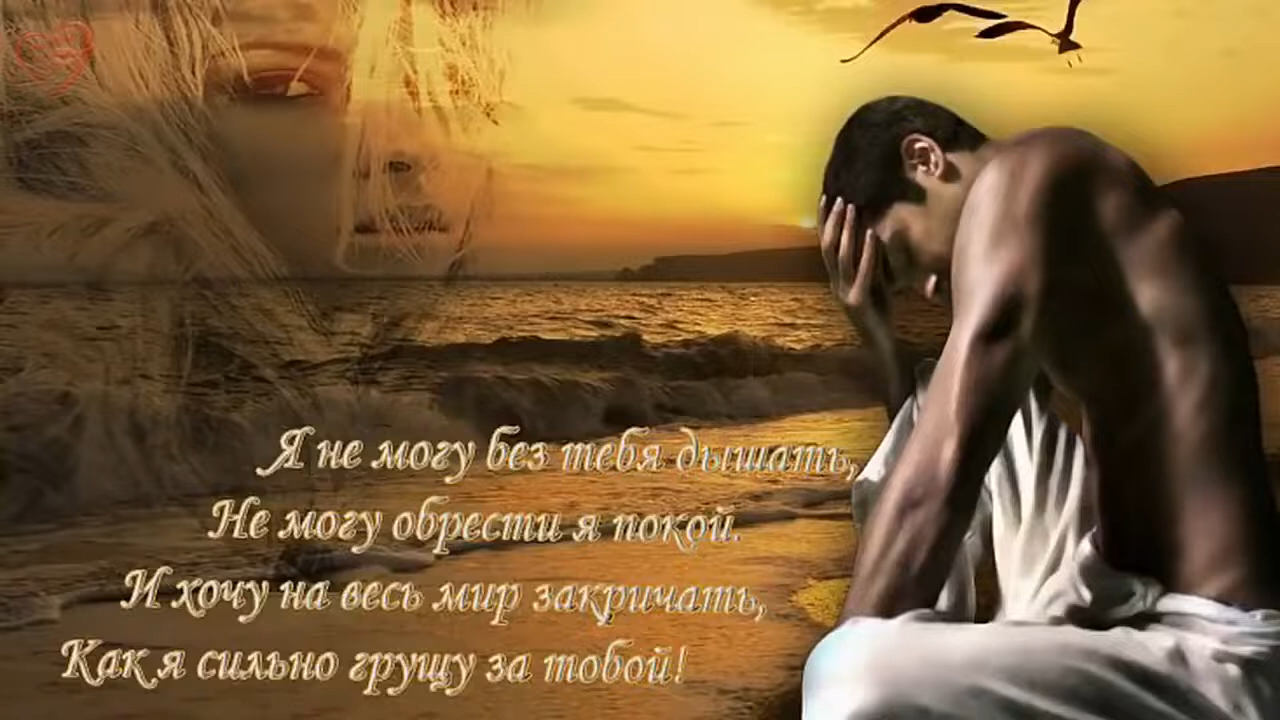 Я не могу без тебя дышать,
Не могу обрести я покой.
И хочу на весь мир закричать,
Как я сильно грущу за тобой!